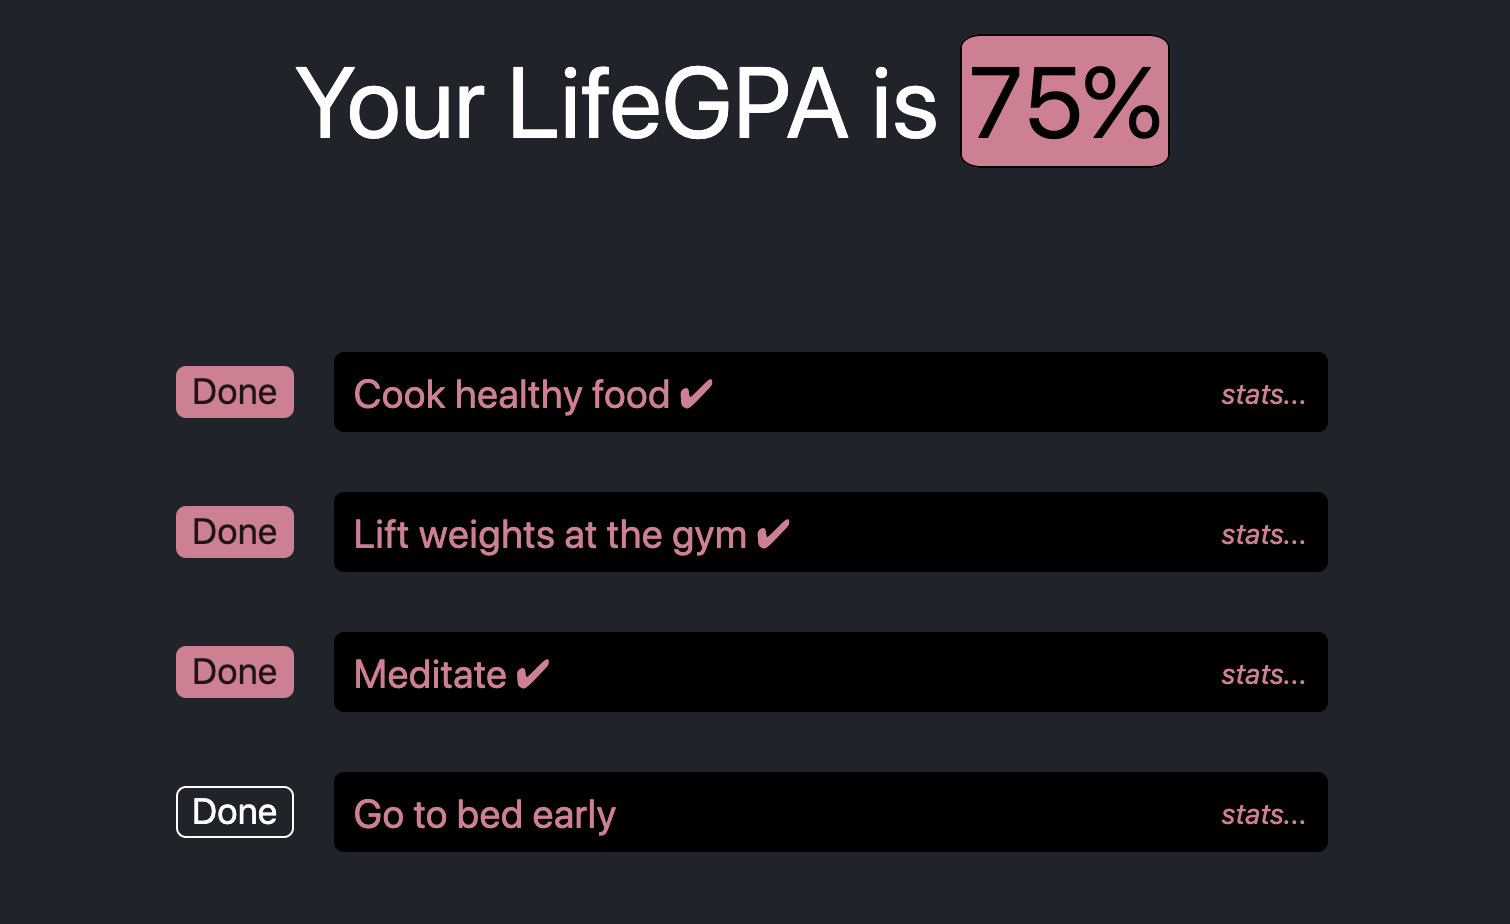 Your LifeGPA is 75%
Done Cook healthy food ✔ stats...
Done Lift weights at the gym ✔ stats...
Done Meditate ✔ stats...
Done Go to bed early stats...